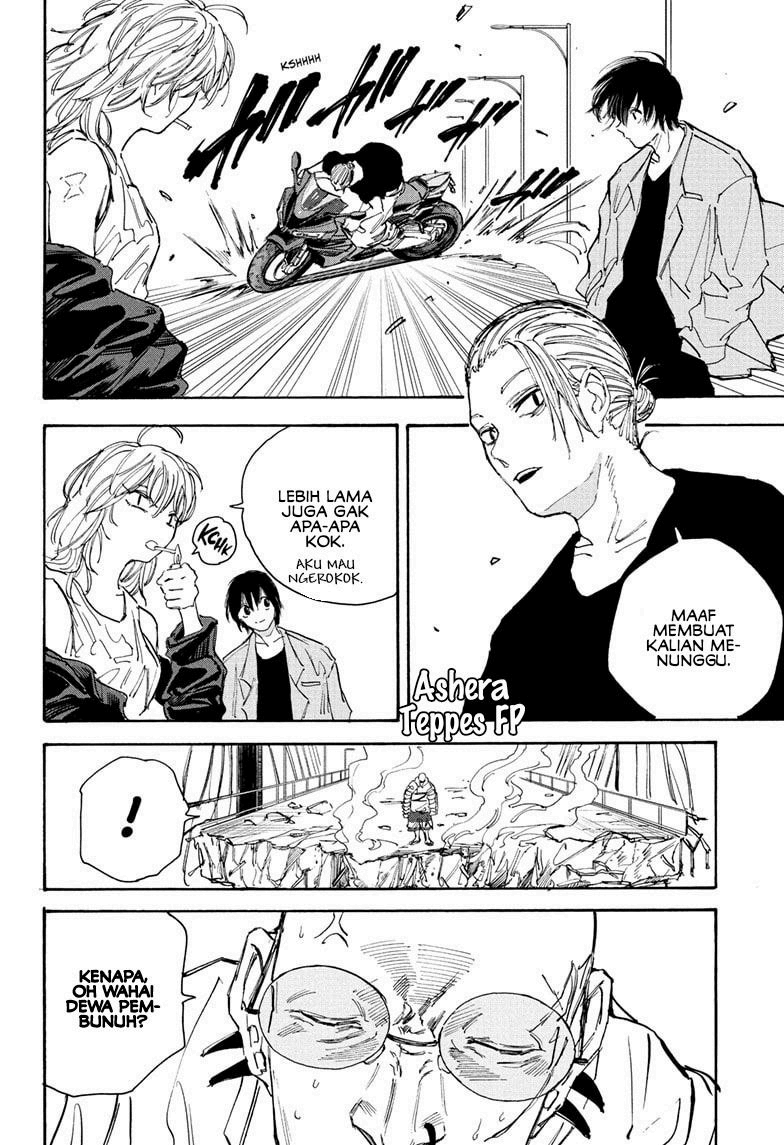 KSHHHH
MAAF
MEMBUAT
KALIAN ME-
NUNGGU.
LEBIH LAMA
JUGA GAK
APA-APA
KOK.
AKU MAU
NGEROKOK.
KCHK
Ashera
Teppes FP
!
KENAPA,
OH WAHAI
DEWA PEM-
BUNUH?